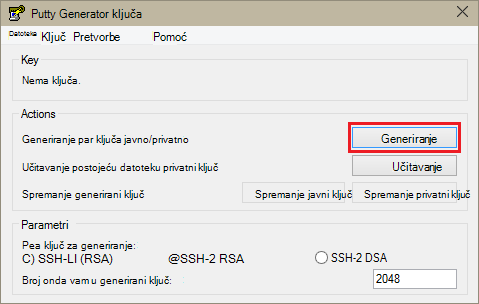 Putty Generator ključa
Datoteka Ključ Pretvorbe Pomoć
Key
Nema ključa.
Actions
Generiranje par ključa javno/privatno Generiranje
Učitavanje postojeću datoteku privatni ključ Učitavanje
Spremanje generirani ključ Spremanje javni ključ Spremanje privatni ključ
Parametri
Pea ključ za generiranje:
C) SSH-LI (RSA) @SSH-2 RSA SSH-2 DSA
Broj onda vam u generirani ključ: 2048